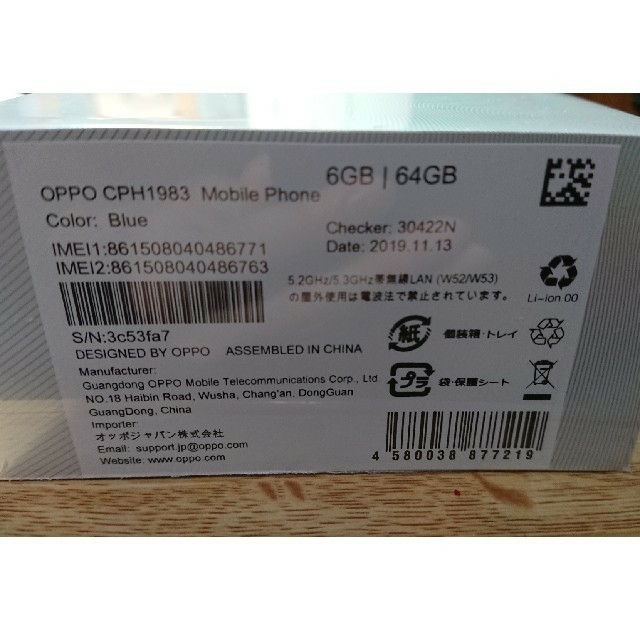 OPPO CPH1983 Mobile Phone
6GB | 64GB
Color: Blue
Checker: 30422N
Date: 2019.11.13
IMEI1:861508040486771
IMEI2:861508040486763
5.2GHz/5.3GHz帯無線LAN (W52/W53)
の屋外使用は電波法で禁止されています。
Li-ion 00
S/N:3c53fa7
DESIGNED BY OPPO ASSEMBLED IN CHINA
紙
個装箱・トレイ
Manufacturer:
Guangdong OPPO Mobile Telecommunications Corp., Ltd.
NO.18 Haibin Road, Wusha, Chang'an, DongGuan
GuangDong, China
プラ
袋・保護シート
Importer
オッポジャパン株式会社
Email: support.jp@oppo.com
Website: www.oppo.com
4 580038 877219